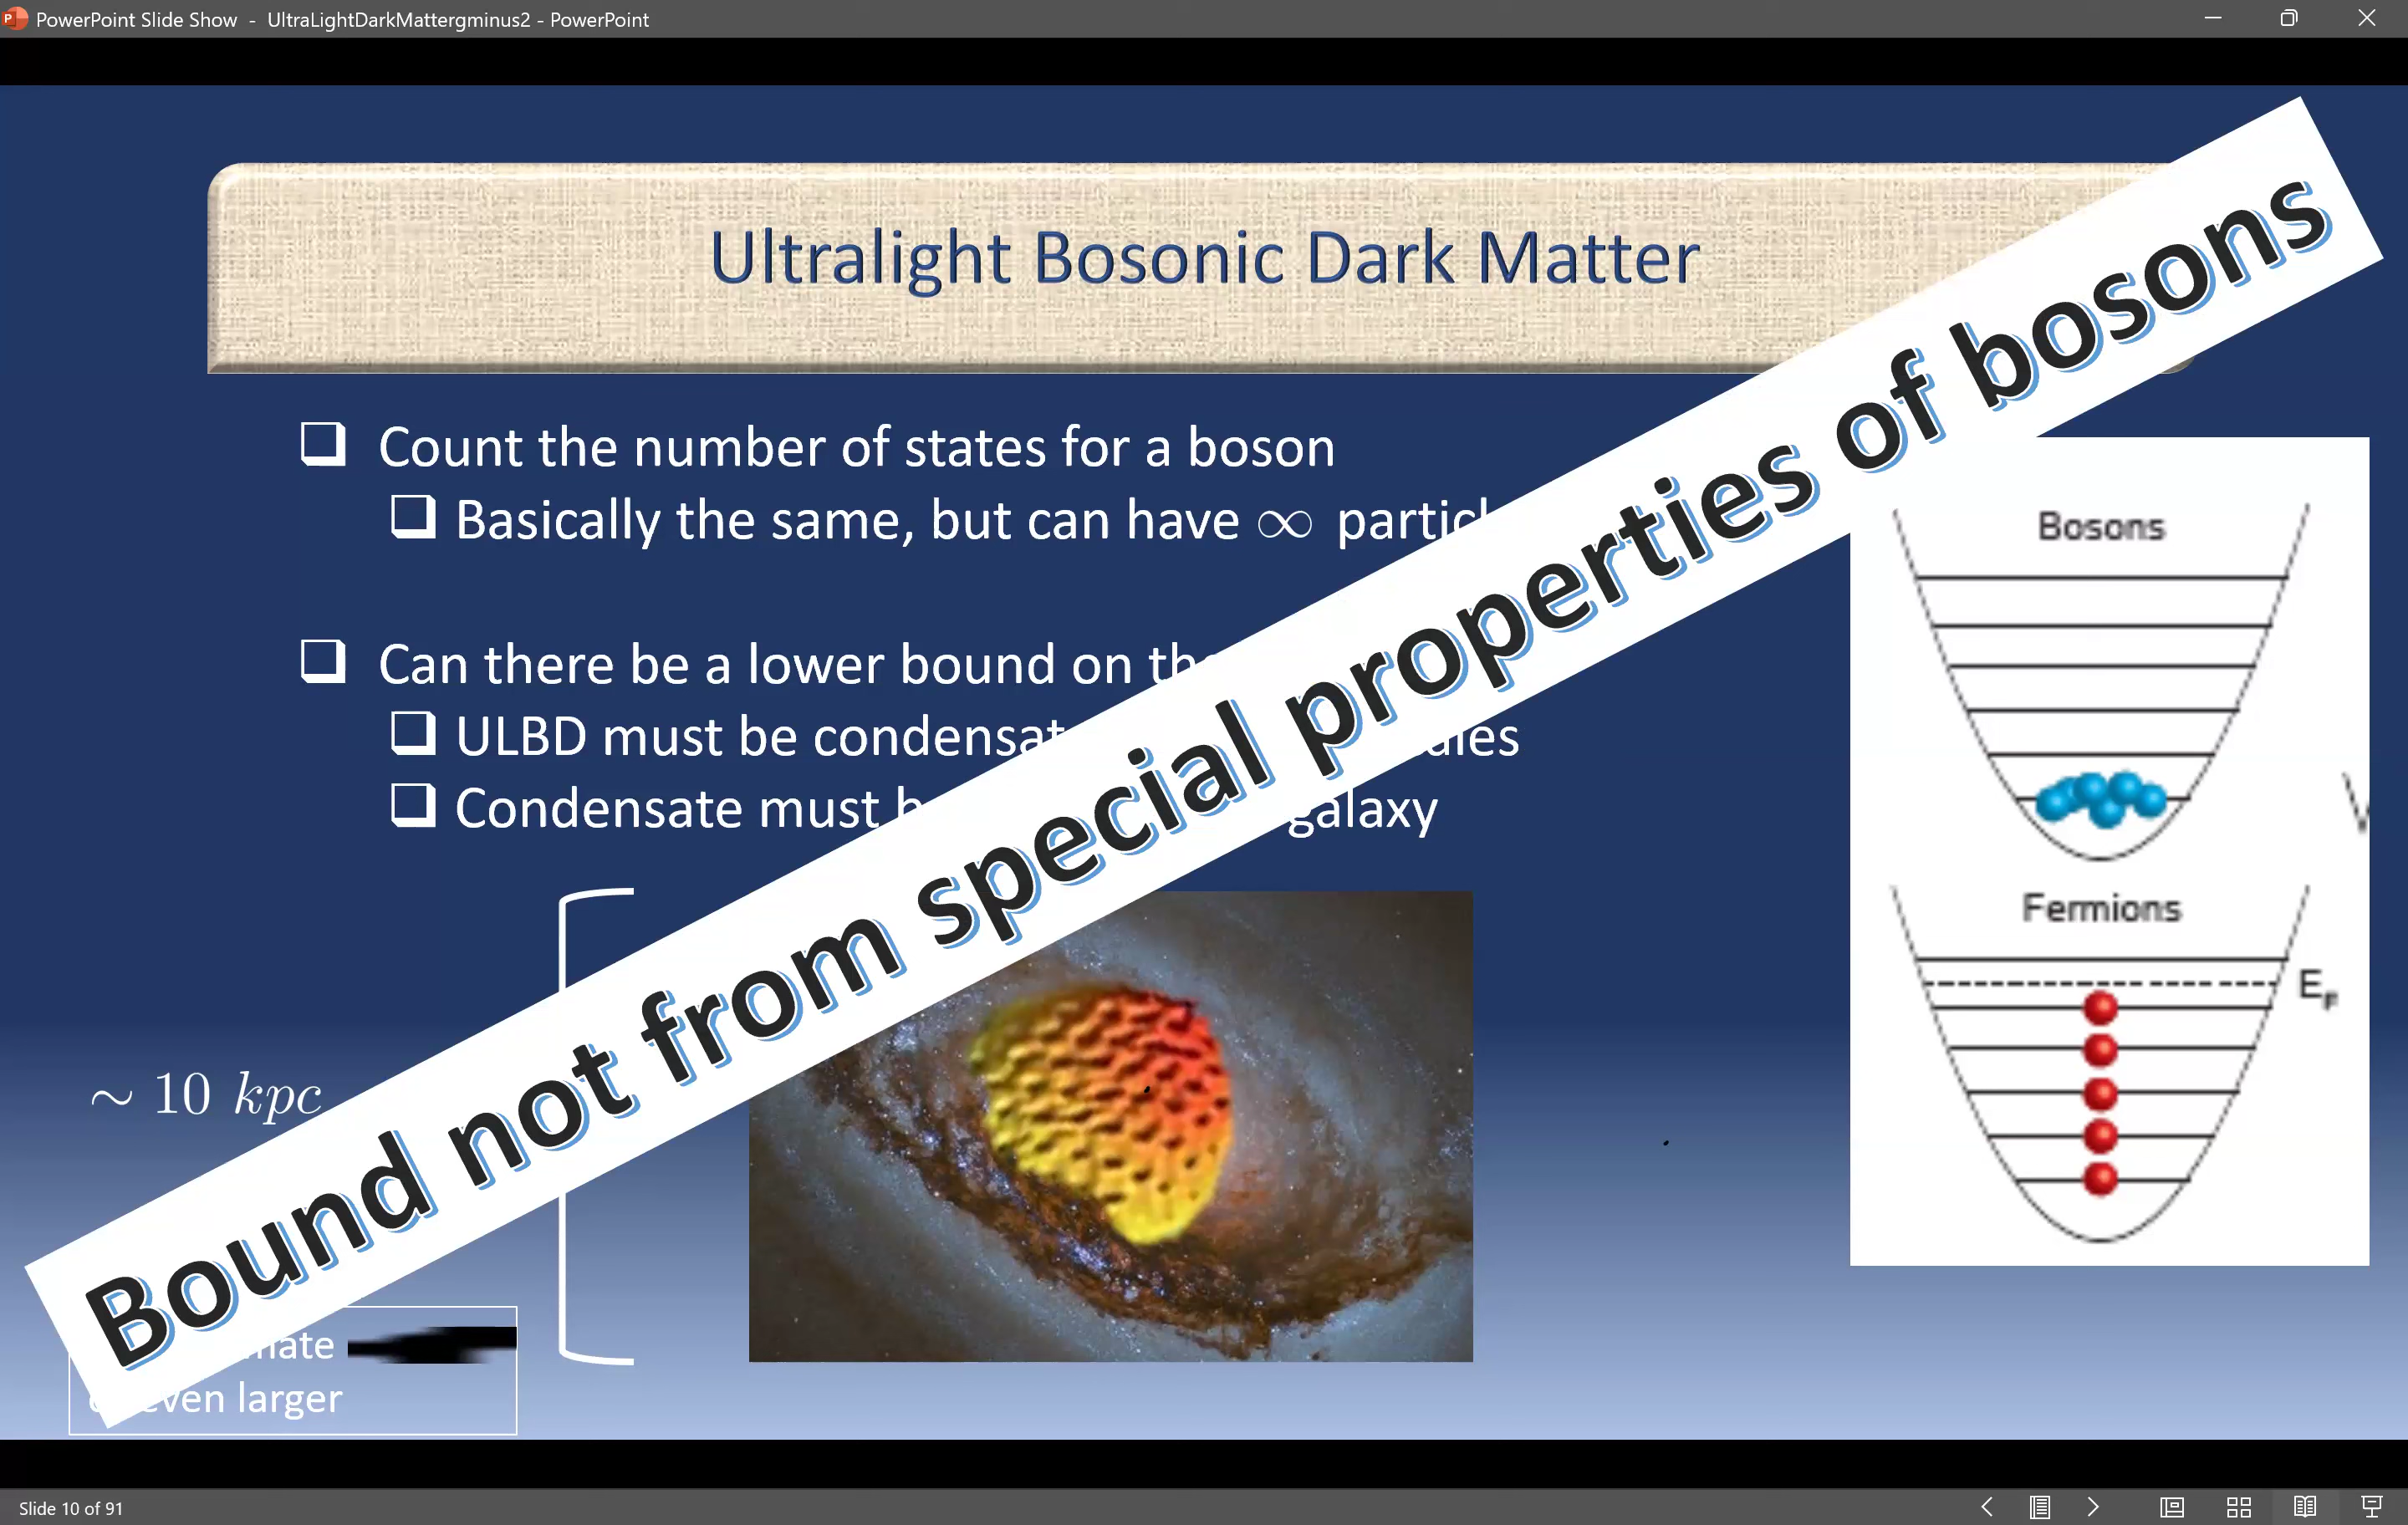 PowerPoint Slide Show - UltraLightDarkMattergminus2 - PowerPoint
Ultralight Bosonic Dark Matter
Count the number of states for a boson
Basically the same, but can have ∞
Can there be a lower bound on
ULBD must be
Condensate must galaxy
Bound not from special properties of bosons
~ 10 kpc
even larger
Bosons
Fermions
E_F
Slide 10 of 91